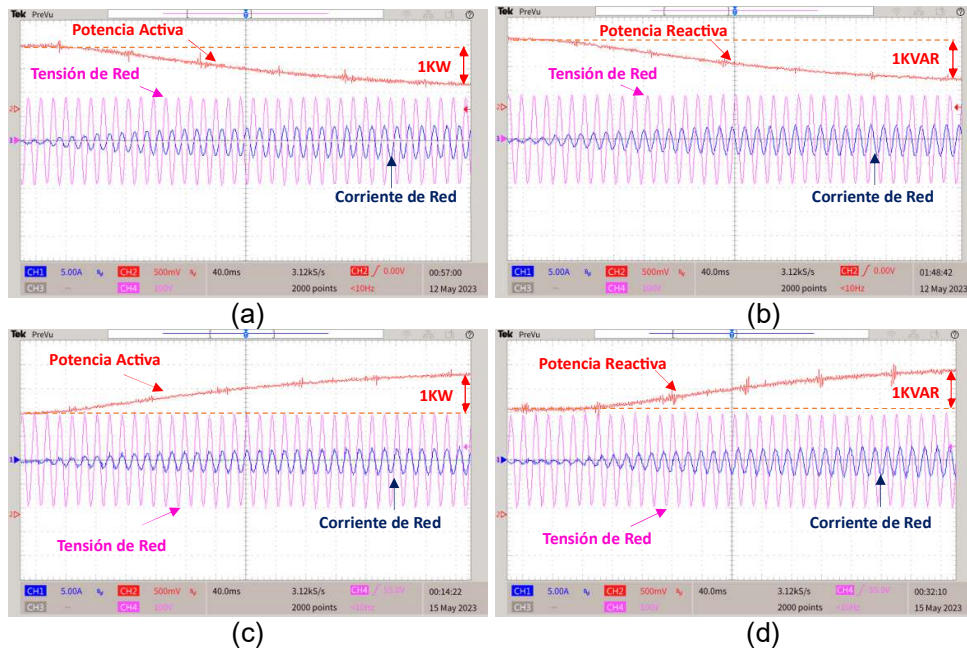 Tek PreVu
Potencia Activa
1KW
Tensión de Red
2
Corriente de Red
CH1 5.00A CH2 500mV 40.0ms 3.12kS/s CH2 / 0.00V 00:57:00
CH3 -- CH4 100V 2000 points <10Hz 12 May 2023
(a)
Tek PreVu
Potencia Reactiva
1KVAR
Tensión de Red
2
Corriente de Red
CH1 5.00A CH2 500mV 40.0ms 3.12kS/s CH2 / 0.00V 01:48:42
CH3 -- CH4 100V 2000 points <10Hz 12 May 2023
(b)
Tek PreVu
Potencia Activa
1KW
1
2
Corriente de Red
Tensión de Red
CH1 5.00A CH2 500mV 40.0ms 3.12kS/s CH4 / 55.0V 00:14:22
CH3 -- CH4 100V 2000 points <10Hz 15 May 2023
(c)
Tek PreVu
Potencia Reactiva
1KVAR
1
2
Corriente de Red
Tensión de Red
CH1 5.00A CH2 500mV 40.0ms 3.12kS/s CH4 / 55.0V 00:32:10
CH3 -- CH4 100V 2000 points <10Hz 15 May 2023
(d)